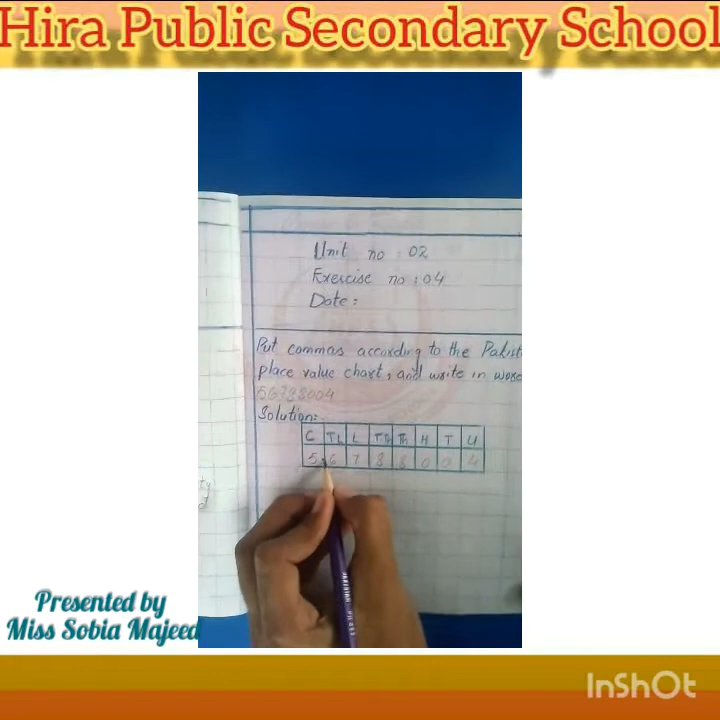 Hira Public Secondary School
Unit no : 02
Exercise no : 04
Date :
Put commas according to the Pakist
place value chart, and write in
56788004
Solution:
C TL L TTh Th H T U
5, 6 7 8 8 0 0 4
Presented by
Miss Sobia Majeed
InShOt